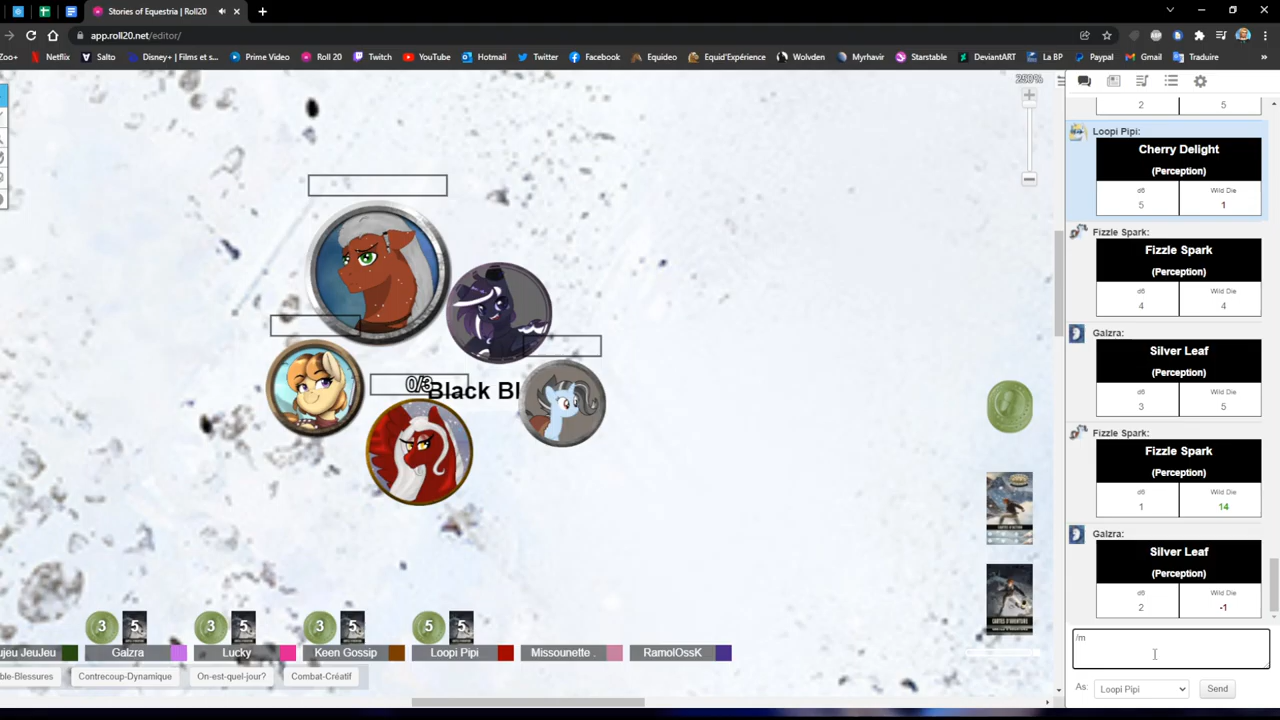 Stories of Equestria | Roll20
app.roll20.net/editor/
Zoo+ Netflix Salto Disney+ | Films et s... Prime Video Roll 20 Twitch YouTube Hotmail Twitter Facebook Equideo Equid'Expérience Wolvden Myrhavir Starstable DeviantART La BP Paypal Gmail Traduire »
250%
2 5
Loopi Pipi:
Cherry Delight
(Perception)
d6 Wild Die
5 1
Fizzle Spark:
Fizzle Spark
(Perception)
d6 Wild Die
4 4
Galzra:
Silver Leaf
(Perception)
d6 Wild Die
3 5
Fizzle Spark:
Fizzle Spark
(Perception)
d6 Wild Die
1 14
Galzra:
Silver Leaf
(Perception)
d6 Wild Die
2 -1
/m
As: Loopi Pipi Send
0/3
Black Bl
3 5 3 5 3 5 5 5
ujeu JeuJeu Galzra Lucky Keen Gossip Loopi Pipi Missounette . RamolOssK
ble-Blessures Contrecoup-Dynamique On-est-quel-jour? Combat-Créatif